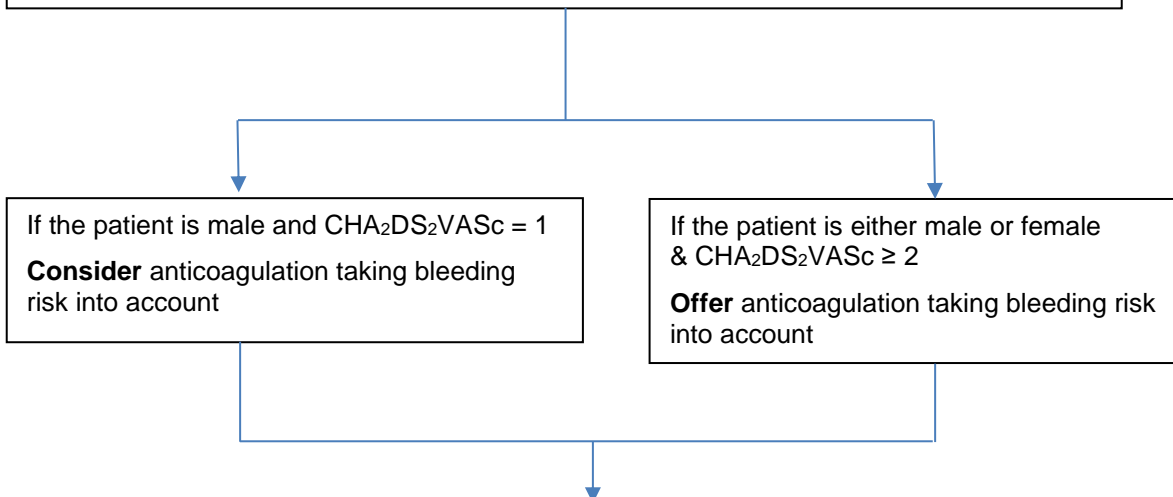 If the patient is male and CHA₂DS₂VASc = 1
Consider anticoagulation taking bleeding
risk into account
If the patient is either male or female
& CHA₂DS₂VASc ≥ 2
Offer anticoagulation taking bleeding risk
into account